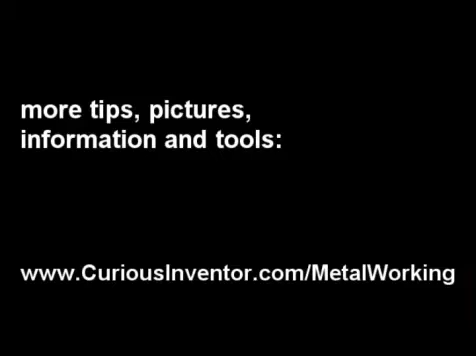 more tips, pictures,
information and tools:
www.CuriousInventor.com/MetalWorking